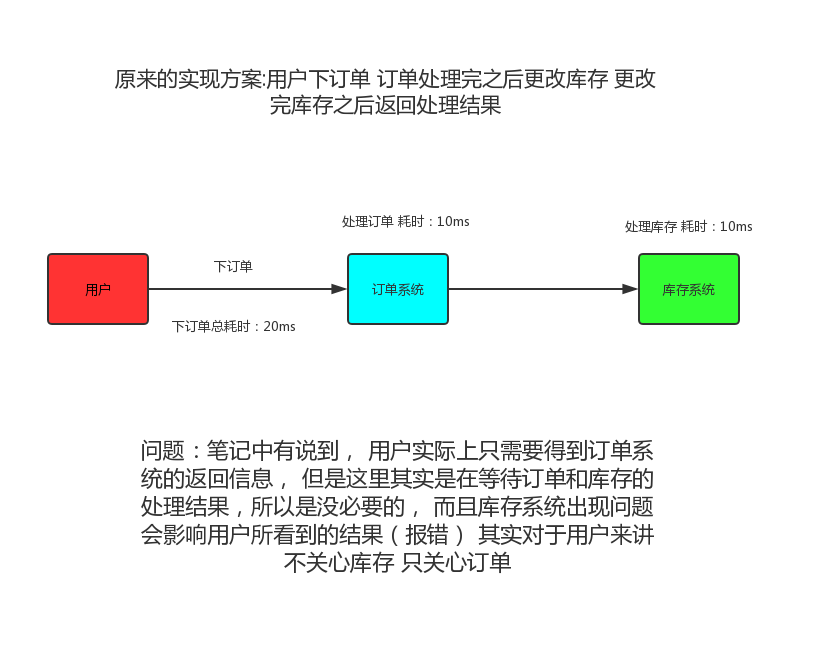 原来的实现方案:用户下订单 订单处理完之后更改库存 更改
完库存之后返回处理结果
处理订单 耗时：10ms
处理库存 耗时：10ms
下订单
用户
订单系统
库存系统
下订单总耗时：20ms
问题：笔记中有说到， 用户实际上只需要得到订单系
统的返回信息， 但是这里其实是在等待订单和库存的
处理结果，所以是没必要的， 而且库存系统出现问题
会影响用户所看到的结果（报错） 其实对于用户来讲
不关心库存 只关心订单